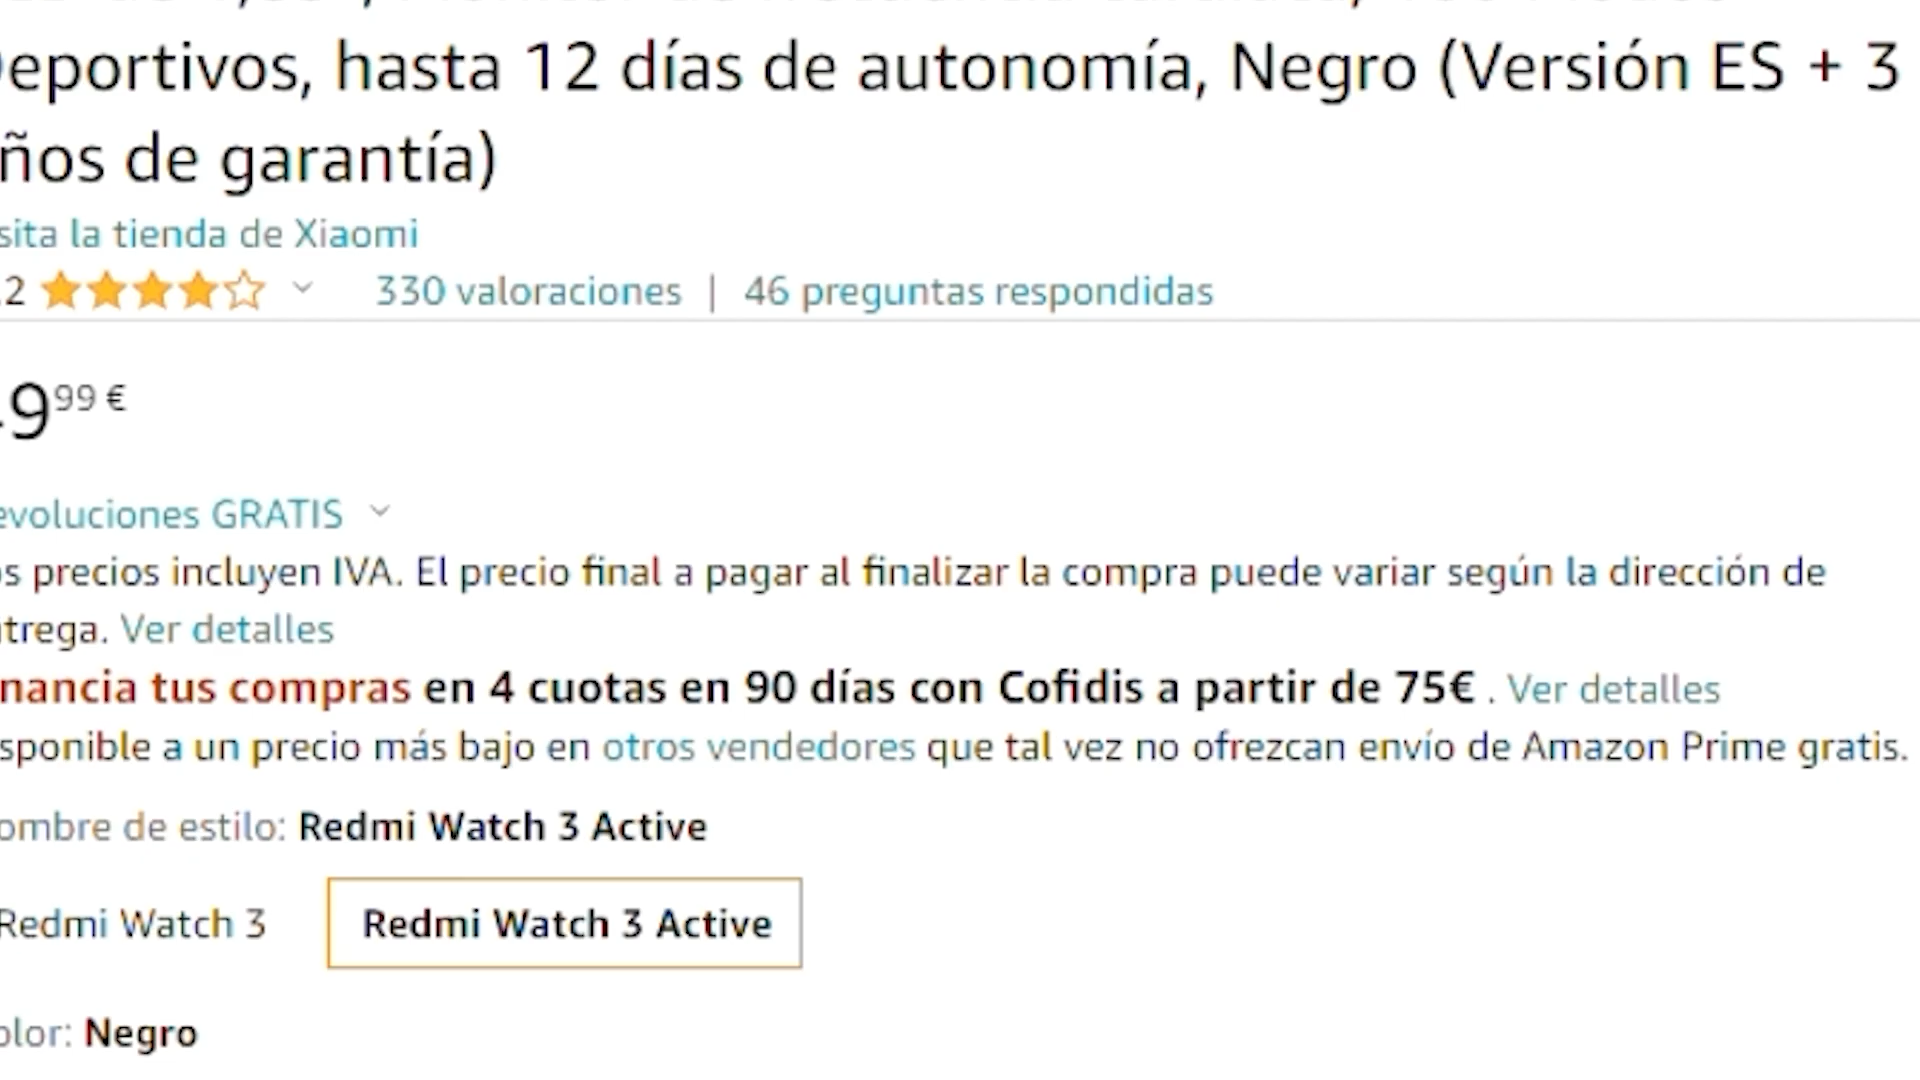 eportivos, hasta 12 días de autonomía, Negro (Versión ES + 3
ños de garantía)
sita la tienda de Xiaomi
.2
330 valoraciones | 46 preguntas respondidas
9⁹⁹ €
evoluciones GRATIS
s precios incluyen IVA. El precio final a pagar al finalizar la compra puede variar según la dirección de
trega. Ver detalles
nancia tus compras en 4 cuotas en 90 días con Cofidis a partir de 75€ . Ver detalles
sponible a un precio más bajo en otros vendedores que tal vez no ofrezcan envío de Amazon Prime gratis.
ombre de estilo: Redmi Watch 3 Active
Redmi Watch 3
Redmi Watch 3 Active
olor: Negro